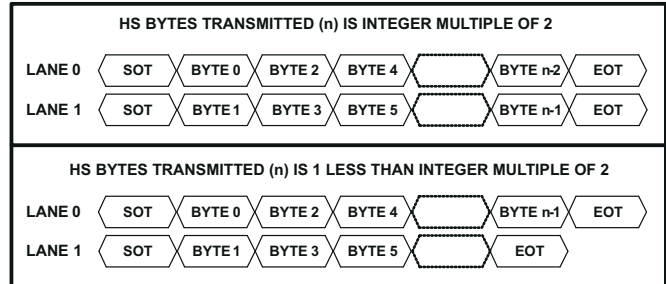 HS BYTES TRANSMITTED (n) IS INTEGER MULTIPLE OF 2
LANE 0 SOT BYTE 0 BYTE 2 BYTE 4 BYTE n-2 EOT
LANE 1 SOT BYTE 1 BYTE 3 BYTE 5 BYTE n-1 EOT
HS BYTES TRANSMITTED (n) IS 1 LESS THAN INTEGER MULTIPLE OF 2
LANE 0 SOT BYTE 0 BYTE 2 BYTE 4 BYTE n-1 EOT
LANE 1 SOT BYTE 1 BYTE 3 BYTE 5 EOT